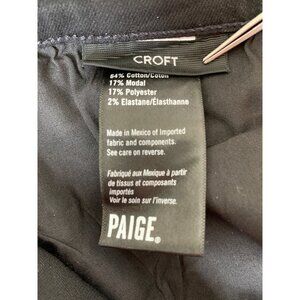 CROFT
64% Cotton/Coton
17% Modal
17% Polyester
2% Elastane/Élasthanne
Made in Mexico of imported
fabric and components.
See care on reverse.
Fabriqué aux Mexique à partir
de tissus et composants
importés
Voir le soin sur l'inverse.
PAIGE®